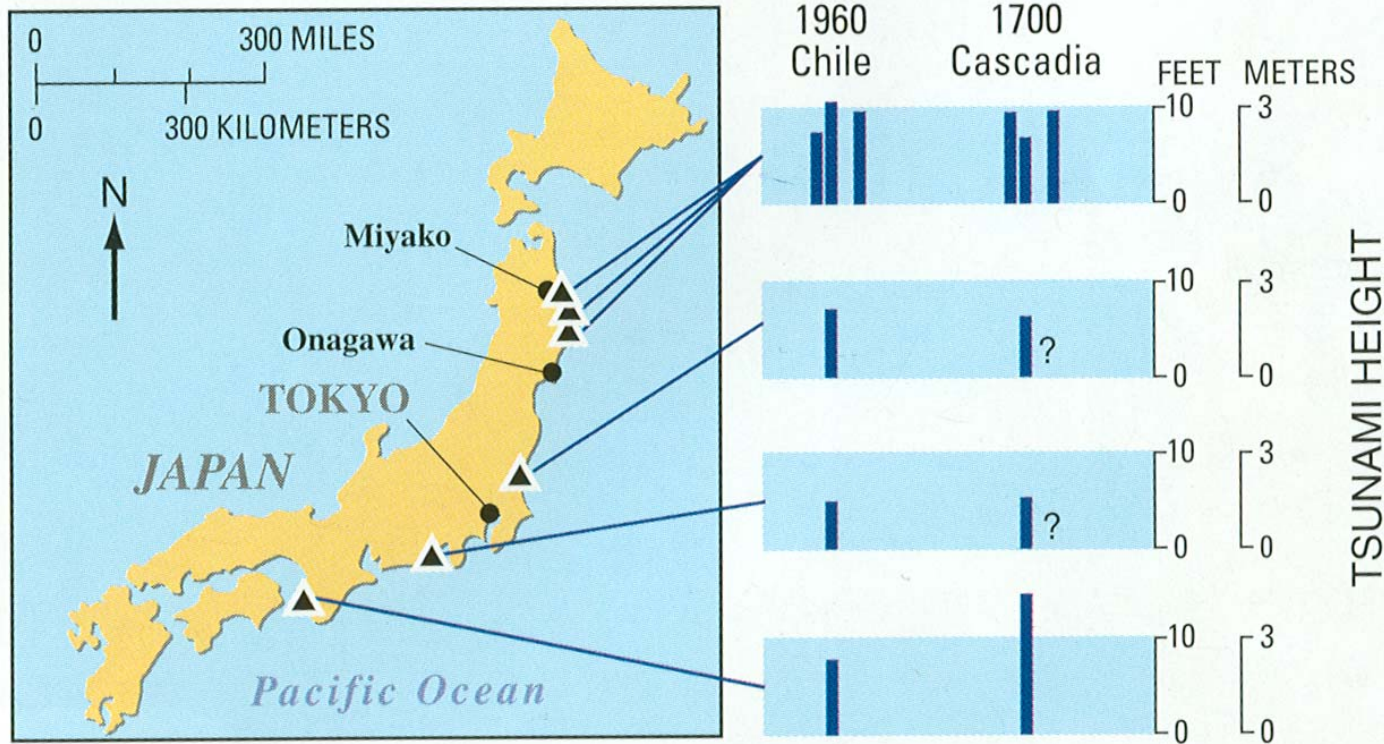 0 300 MILES
0 300 KILOMETERS
N
Miyako
Onagawa
TOKYO
JAPAN
Pacific Ocean
1960
Chile
1700
Cascadia
FEET METERS
10 3
0 0
10 3
?
0 0
10 3
?
0 0
10 3
0 0
TSUNAMI HEIGHT